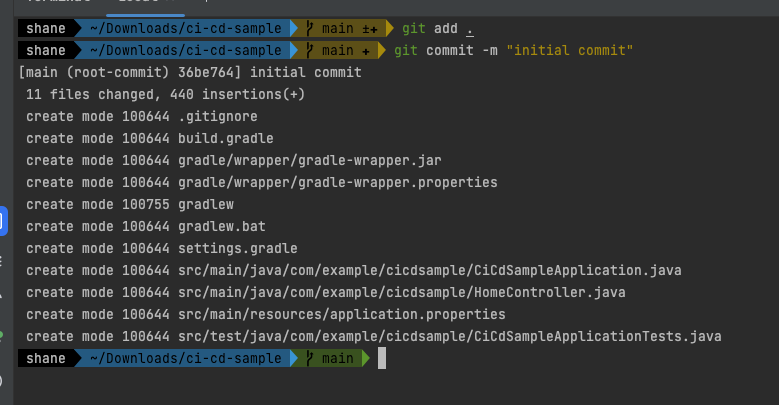 shane ~/Downloads/ci-cd-sample main ±+ git add .
shane ~/Downloads/ci-cd-sample main + git commit -m "initial commit"
[main (root-commit) 36be764] initial commit
11 files changed, 440 insertions(+)
create mode 100644 .gitignore
create mode 100644 build.gradle
create mode 100644 gradle/wrapper/gradle-wrapper.jar
create mode 100644 gradle/wrapper/gradle-wrapper.properties
create mode 100755 gradlew
create mode 100644 gradlew.bat
create mode 100644 settings.gradle
create mode 100644 src/main/java/com/example/cicdsample/CiCdSampleApplication.java
create mode 100644 src/main/java/com/example/cicdsample/HomeController.java
create mode 100644 src/main/resources/application.properties
create mode 100644 src/test/java/com/example/cicdsample/CiCdSampleApplicationTests.java
shane ~/Downloads/ci-cd-sample main